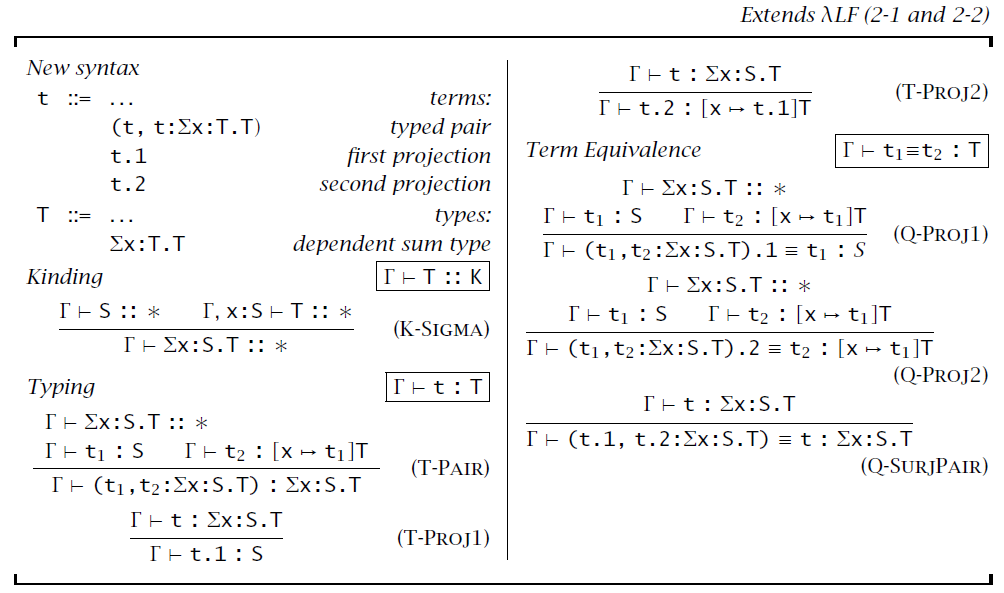 Extends λLF (2-1 and 2-2)
New syntax
t ::= ... terms:
(t, t:Σx:T.T) typed pair
t.1 first projection
t.2 second projection
T ::= ... types:
Σx:T.T dependent sum type
Kinding Γ ⊢ T :: K
Γ ⊢ S :: ∗ Γ, x:S ⊢ T :: ∗
(K-SIGMA)
Γ ⊢ Σx:S.T :: ∗
Typing Γ ⊢ t : T
Γ ⊢ Σx:S.T :: ∗
Γ ⊢ t₁ : S Γ ⊢ t₂ : [x ↦ t₁]T
(T-PAIR)
Γ ⊢ (t₁,t₂:Σx:S.T) : Σx:S.T
Γ ⊢ t : Σx:S.T
(T-PROJ1)
Γ ⊢ t.1 : S
Γ ⊢ t : Σx:S.T
(T-PROJ2)
Γ ⊢ t.2 : [x ↦ t.1]T
Term Equivalence Γ ⊢ t₁ ≡ t₂ : T
Γ ⊢ Σx:S.T :: ∗
Γ ⊢ t₁ : S Γ ⊢ t₂ : [x ↦ t₁]T
(Q-PROJ1)
Γ ⊢ (t₁,t₂:Σx:S.T).1 ≡ t₁ : S
Γ ⊢ Σx:S.T :: ∗
Γ ⊢ t₁ : S Γ ⊢ t₂ : [x ↦ t₁]T
Γ ⊢ (t₁,t₂:Σx:S.T).2 ≡ t₂ : [x ↦ t₁]T
(Q-PROJ2)
Γ ⊢ t : Σx:S.T
Γ ⊢ (t.1, t.2:Σx:S.T) ≡ t : Σx:S.T
(Q-SURJPAIR)